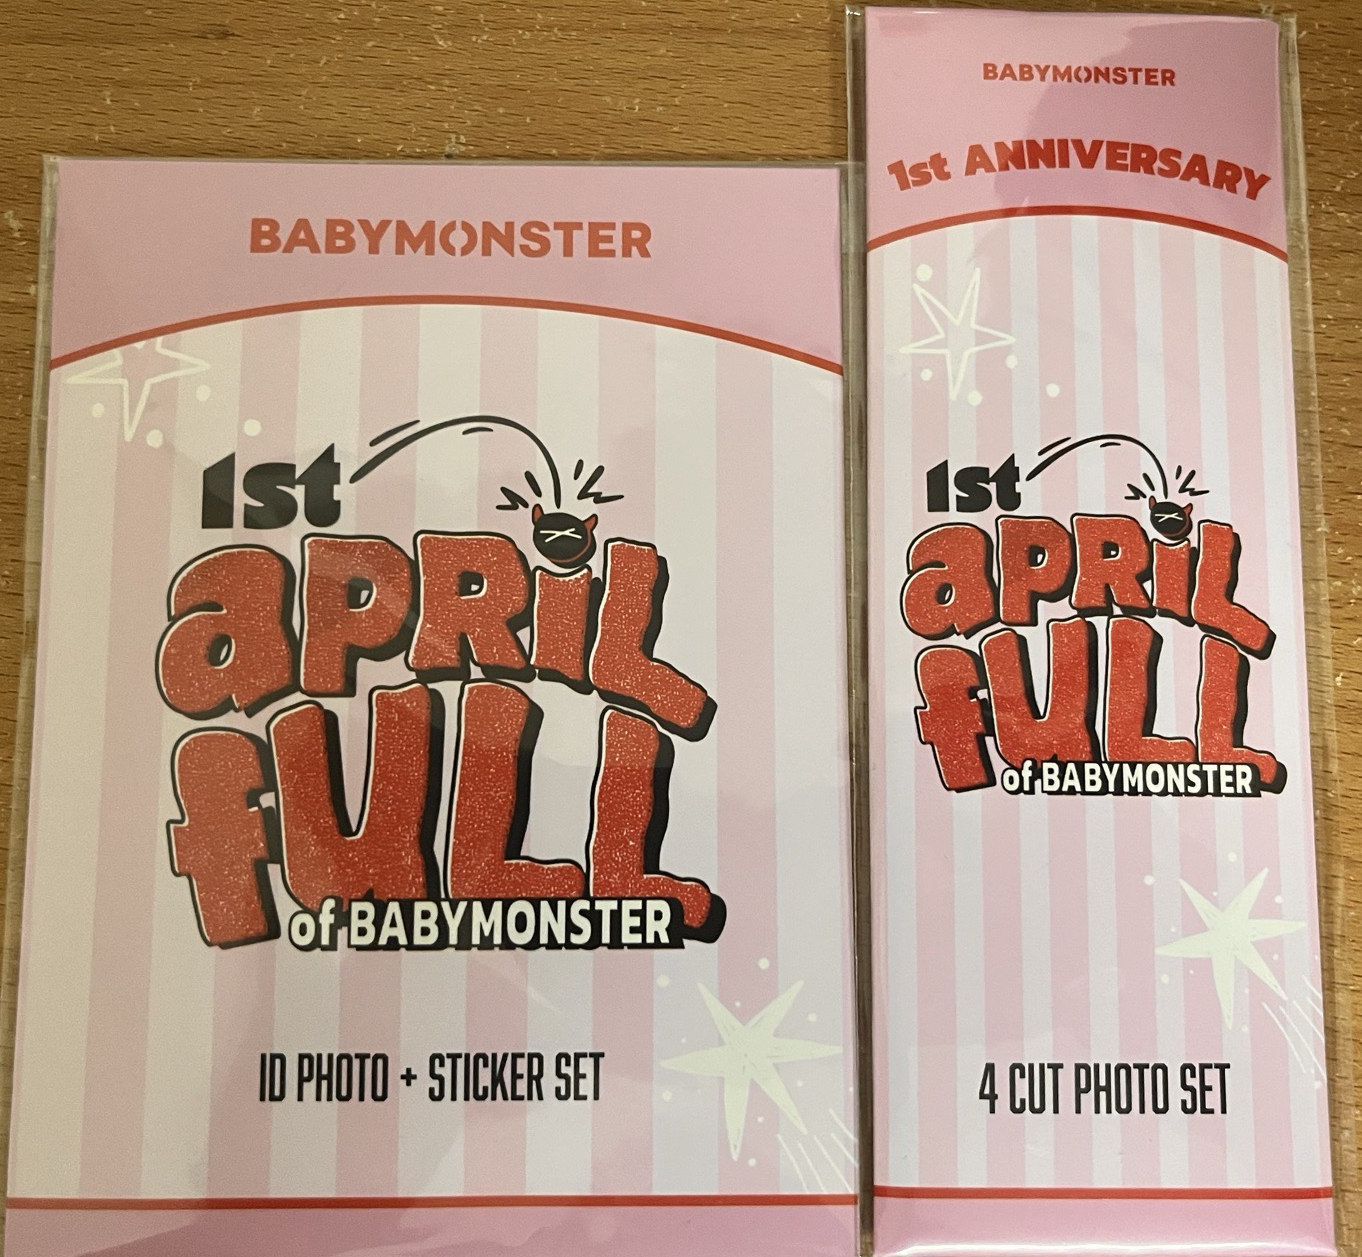 BABYMONSTER
1st
APRIL
FULL
of BABYMONSTER
ID PHOTO + STICKER SET
BABYMONSTER
1st ANNIVERSARY
1st
APRIL
FULL
of BABYMONSTER
4 CUT PHOTO SET